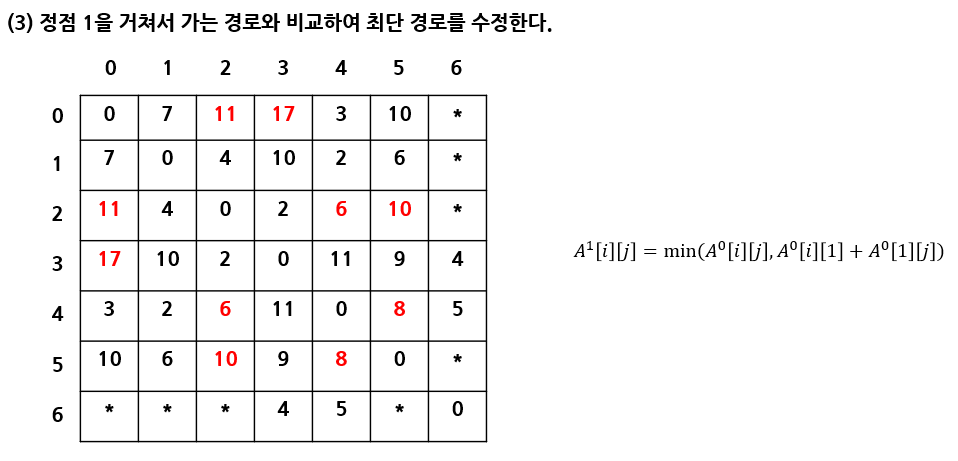 (3) 정점 1을 거쳐서 가는 경로와 비교하여 최단 경로를 수정한다.
0 1 2 3 4 5 6
0 0 7 11 17 3 10 *
1 7 0 4 10 2 6 *
2 11 4 0 2 6 10 *
3 17 10 2 0 11 9 4
4 3 2 6 11 0 8 5
5 10 6 10 9 8 0 *
6 * * * 4 5 * 0
A¹[i][j] = min(A⁰[i][j], A⁰[i][1] + A⁰[1][j])